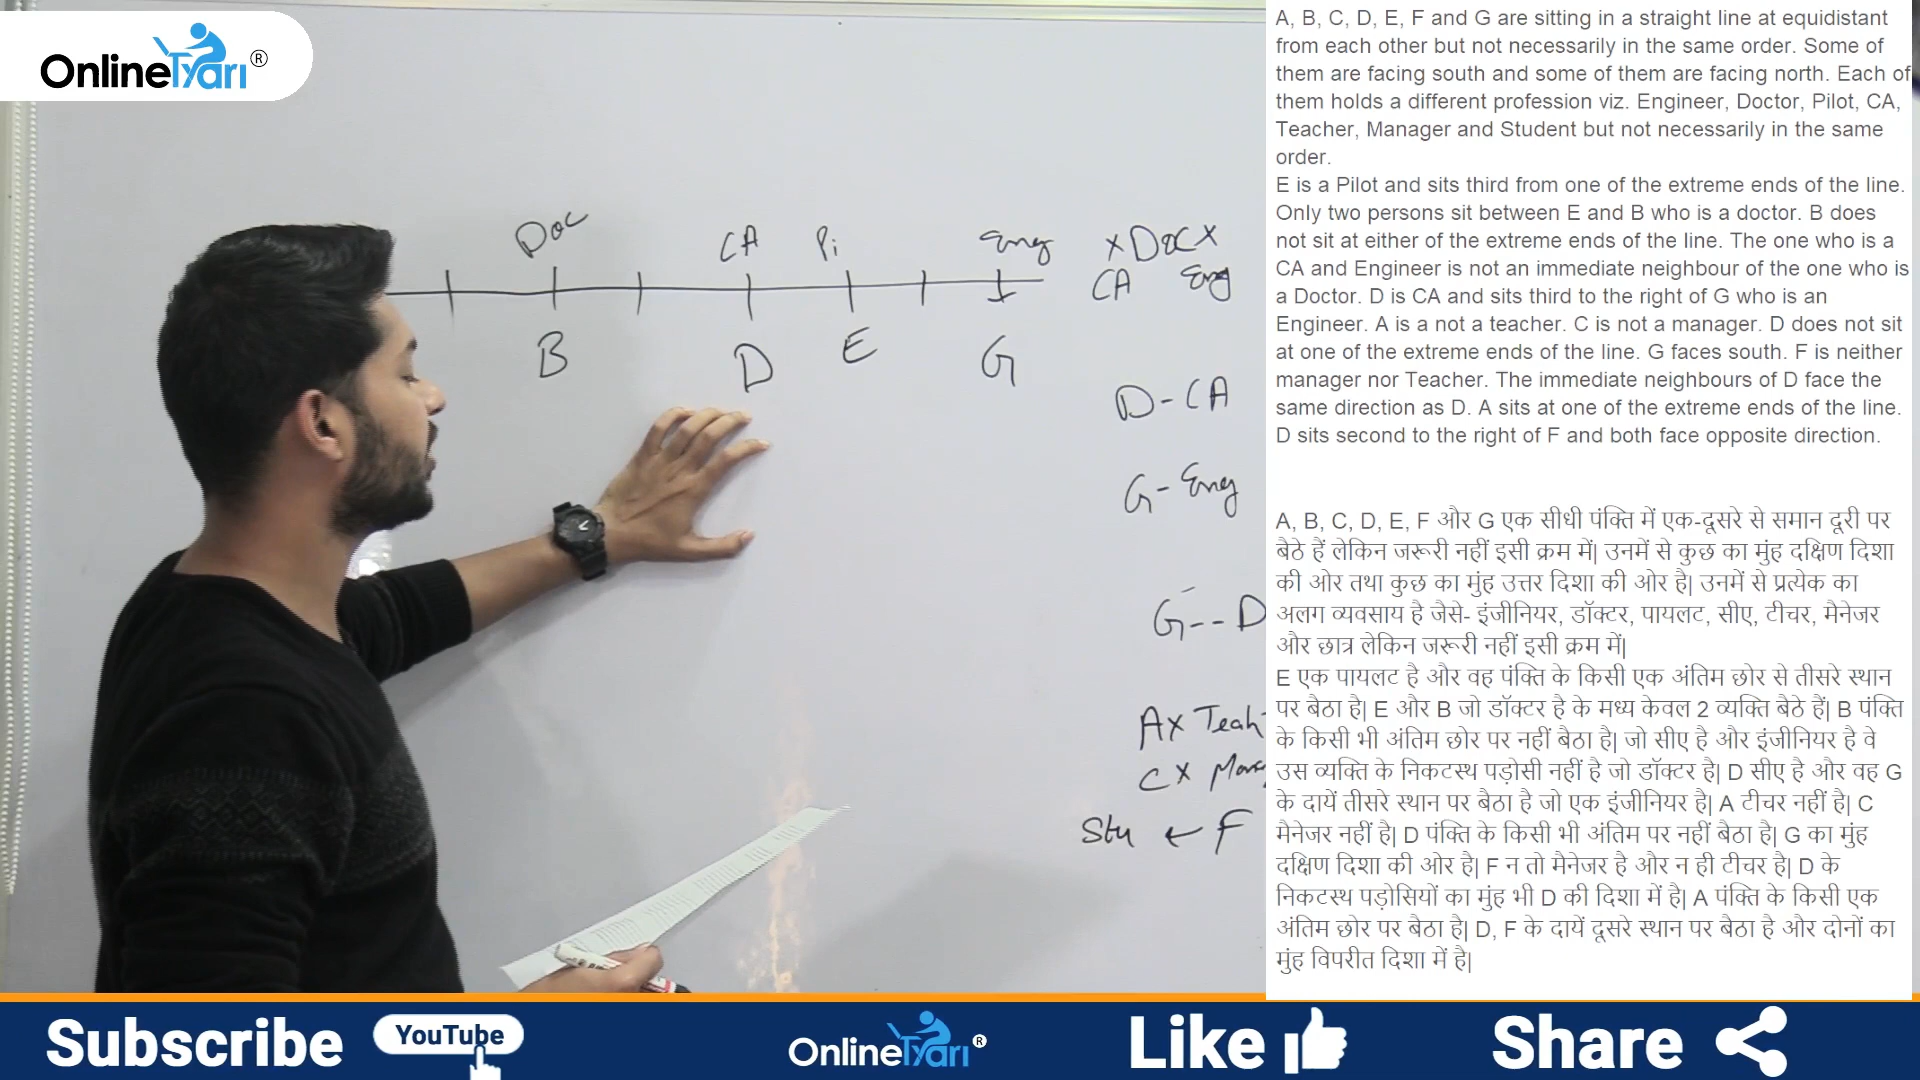 OnlineTyari®
Doc CA Pi Eng
B D E G
x Doc x
CA Eng
D - CA
G - Eng
G - - D
A x Teach
C x Mana
Stu ← F
A, B, C, D, E, F and G are sitting in a straight line at equidistant
from each other but not necessarily in the same order. Some of
them are facing south and some of them are facing north. Each of
them holds a different profession viz. Engineer, Doctor, Pilot, CA,
Teacher, Manager and Student but not necessarily in the same
order.
E is a Pilot and sits third from one of the extreme ends of the line.
Only two persons sit between E and B who is a doctor. B does
not sit at either of the extreme ends of the line. The one who is a
CA and Engineer is not an immediate neighbour of the one who is
a Doctor. D is CA and sits third to the right of G who is an
Engineer. A is a not a teacher. C is not a manager. D does not sit
at one of the extreme ends of the line. G faces south. F is neither
manager nor Teacher. The immediate neighbours of D face the
same direction as D. A sits at one of the extreme ends of the line.
D sits second to the right of F and both face opposite direction.
A, B, C, D, E, F और G एक सीधी पंक्ति में एक-दूसरे से समान दूरी पर
बैठे हैं लेकिन जरूरी नहीं इसी क्रम में| उनमें से कुछ का मुंह दक्षिण दिशा
की ओर तथा कुछ का मुंह उत्तर दिशा की ओर है| उनमें से प्रत्येक का
अलग व्यवसाय है जैसे- इंजीनियर, डॉक्टर, पायलट, सीए, टीचर, मैनेजर
और छात्र लेकिन जरूरी नहीं इसी क्रम में|
E एक पायलट है और वह पंक्ति के किसी एक अंतिम छोर से तीसरे स्थान
पर बैठा है| E और B जो डॉक्टर है के मध्य केवल 2 व्यक्ति बैठे हैं| B पंक्ति
के किसी भी अंतिम छोर पर नहीं बैठा है| जो सीए है और इंजीनियर है वे
उस व्यक्ति के निकटस्थ पड़ोसी नहीं है जो डॉक्टर है| D सीए है और वह G
के दायें तीसरे स्थान पर बैठा है जो एक इंजीनियर है| A टीचर नहीं है| C
मैनेजर नहीं है| D पंक्ति के किसी भी अंतिम पर नहीं बैठा है| G का मुंह
दक्षिण दिशा की ओर है| F न तो मैनेजर है और न ही टीचर है| D के
निकटस्थ पड़ोसियों का मुंह भी D की दिशा में है| A पंक्ति के किसी एक
अंतिम छोर पर बैठा है| D, F के दायें दूसरे स्थान पर बैठा है और दोनों का
मुंह विपरीत दिशा में है|
Subscribe YouTube OnlineTyari® Like Share